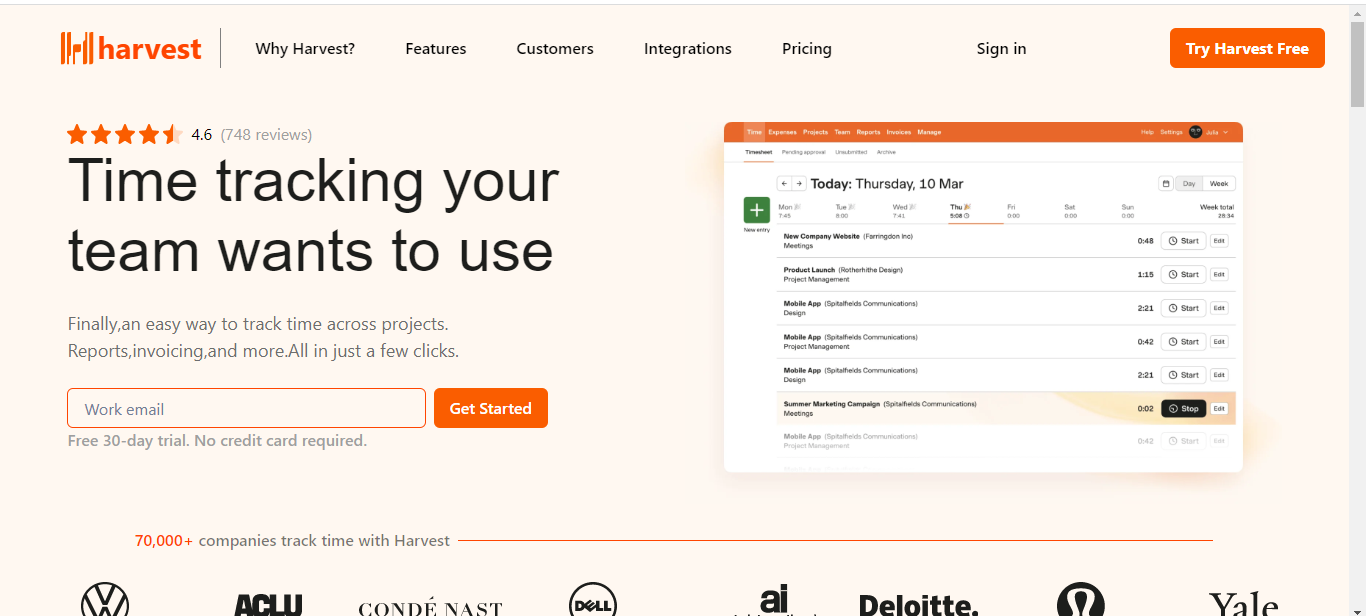 harvest
Why Harvest? Features Customers Integrations Pricing Sign in Try Harvest Free
4.6 (748 reviews)
Time tracking your
team wants to use
Finally,an easy way to track time across projects.
Reports,invoicing,and more.All in just a few clicks.
Work email Get Started
Free 30-day trial. No credit card required.
Time Expenses Projects Team Reports Invoices Manage Help Settings Julia
Timesheet Pending approval Unsubmitted Archive
Today: Thursday, 10 Mar Day Week
New entry
Mon Tue Wed Thu Fri Sat Sun Week total
7:45 8:00 7:41 5:08 0:00 0:00 0:00 28:34
New Company Website (Farringdon Inc)
Meetings
0:48 Start Edit
Product Launch (Rotherhithe Design)
Project Management
1:15 Start Edit
Mobile App (Spitalfields Communications)
Design
2:21 Start Edit
Mobile App (Spitalfields Communications)
Project Management
0:42 Start Edit
Mobile App (Spitalfields Communications)
Design
2:21 Start Edit
Summer Marketing Campaign (Spitalfields Communications)
Meetings
0:02 Stop Edit
Mobile App (Spitalfields Communications)
Project Management
0:42 Start Edit
70,000+ companies track time with Harvest
ACLU CONDÉ NAST DELL ai Deloitte. Yale